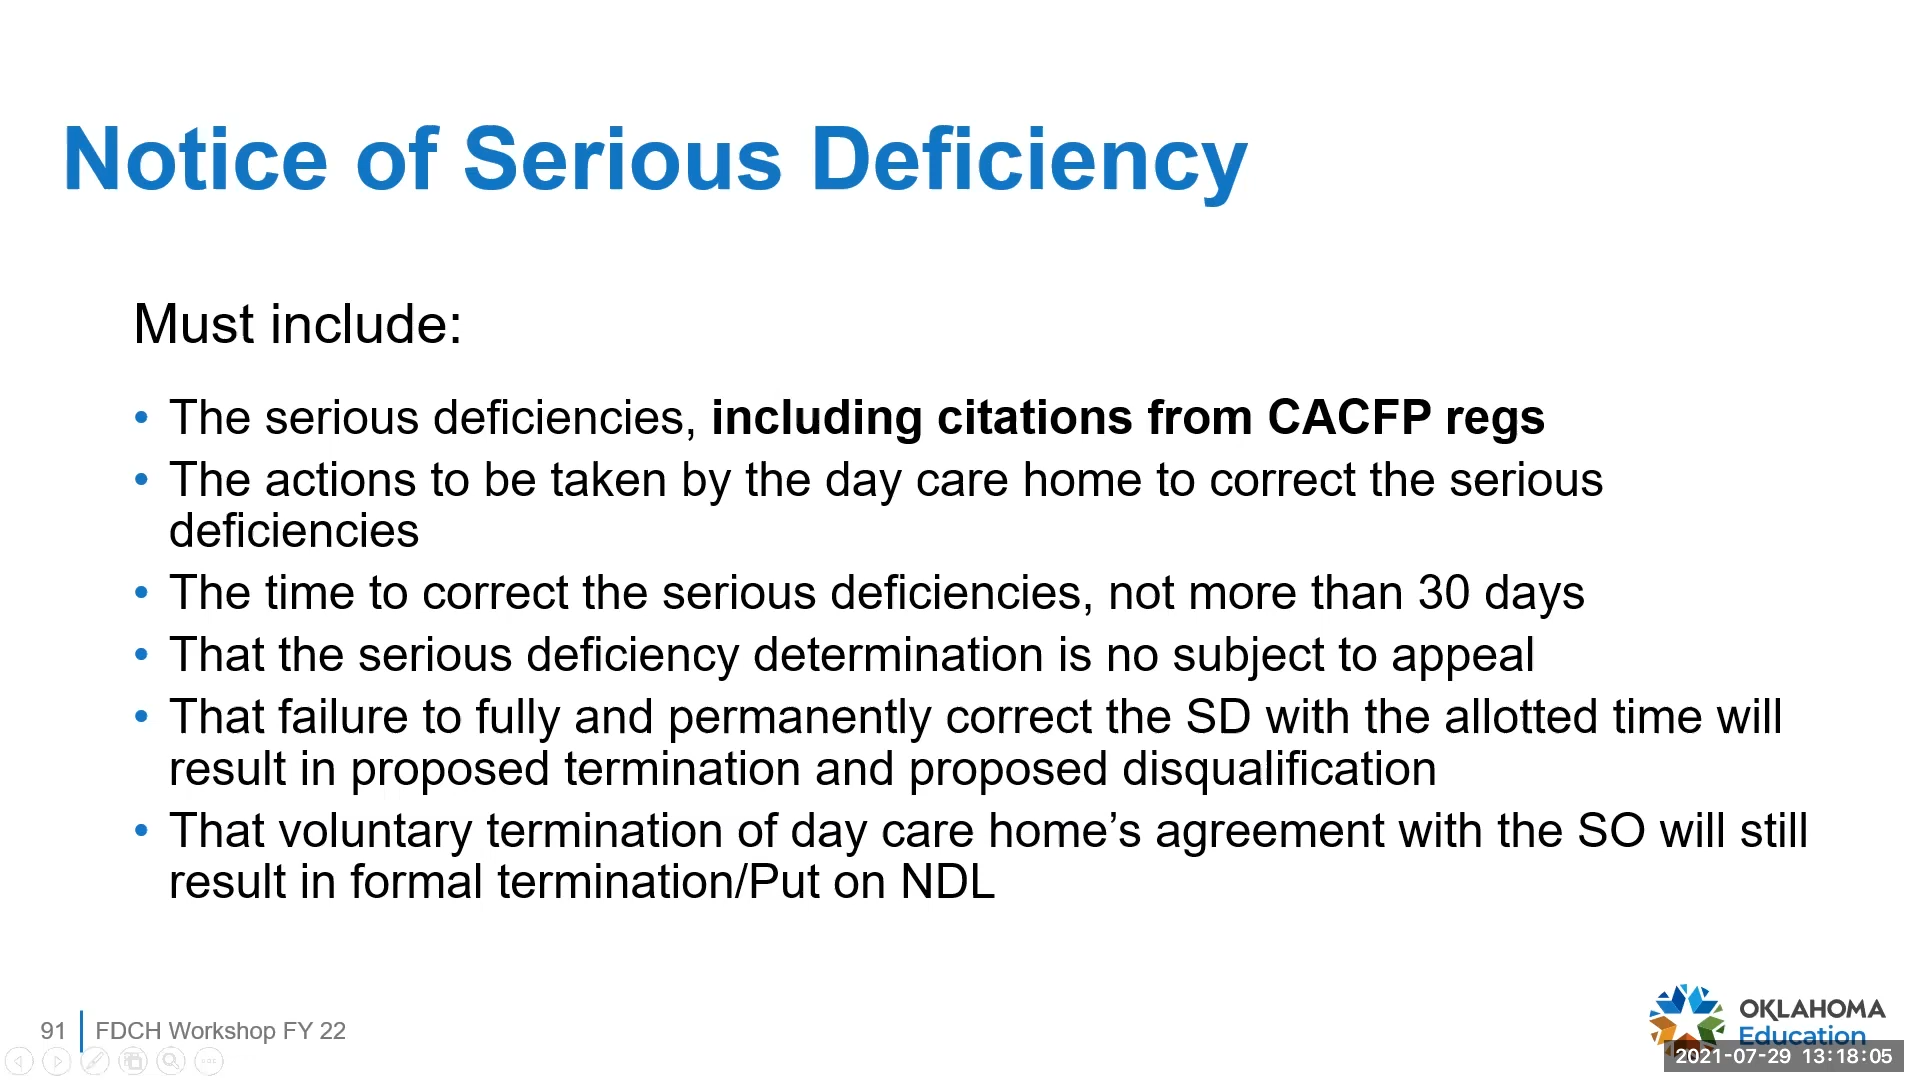 Notice of Serious Deficiency
Must include:
• The serious deficiencies, including citations from CACFP regs
• The actions to be taken by the day care home to correct the serious
deficiencies
• The time to correct the serious deficiencies, not more than 30 days
• That the serious deficiency determination is no subject to appeal
• That failure to fully and permanently correct the SD with the allotted time will
result in proposed termination and proposed disqualification
• That voluntary termination of day care home’s agreement with the SO will still
result in formal termination/Put on NDL
91 FDCH Workshop FY 22
OKLAHOMA
Education
2021-07-29 13:18:05